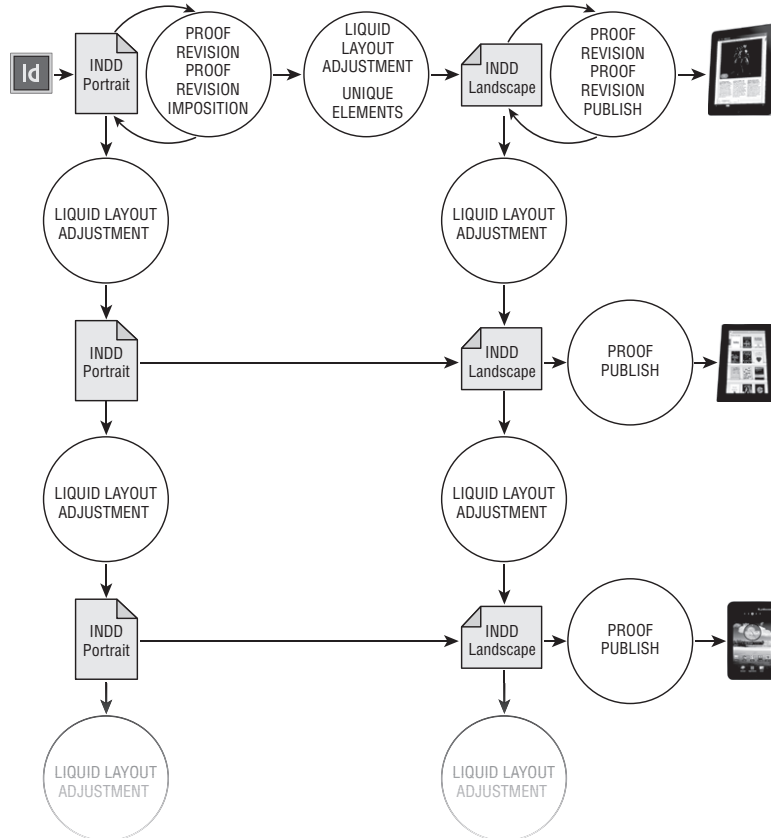 Id
INDD
Portrait
PROOF
REVISION
PROOF
REVISION
IMPOSITION
LIQUID
LAYOUT
ADJUSTMENT
UNIQUE
ELEMENTS
INDD
Landscape
PROOF
REVISION
PROOF
REVISION
PUBLISH
LIQUID LAYOUT
ADJUSTMENT
LIQUID LAYOUT
ADJUSTMENT
INDD
Portrait
INDD
Landscape
PROOF
PUBLISH
LIQUID LAYOUT
ADJUSTMENT
LIQUID LAYOUT
ADJUSTMENT
INDD
Portrait
INDD
Landscape
PROOF
PUBLISH
LIQUID LAYOUT
ADJUSTMENT
LIQUID LAYOUT
ADJUSTMENT